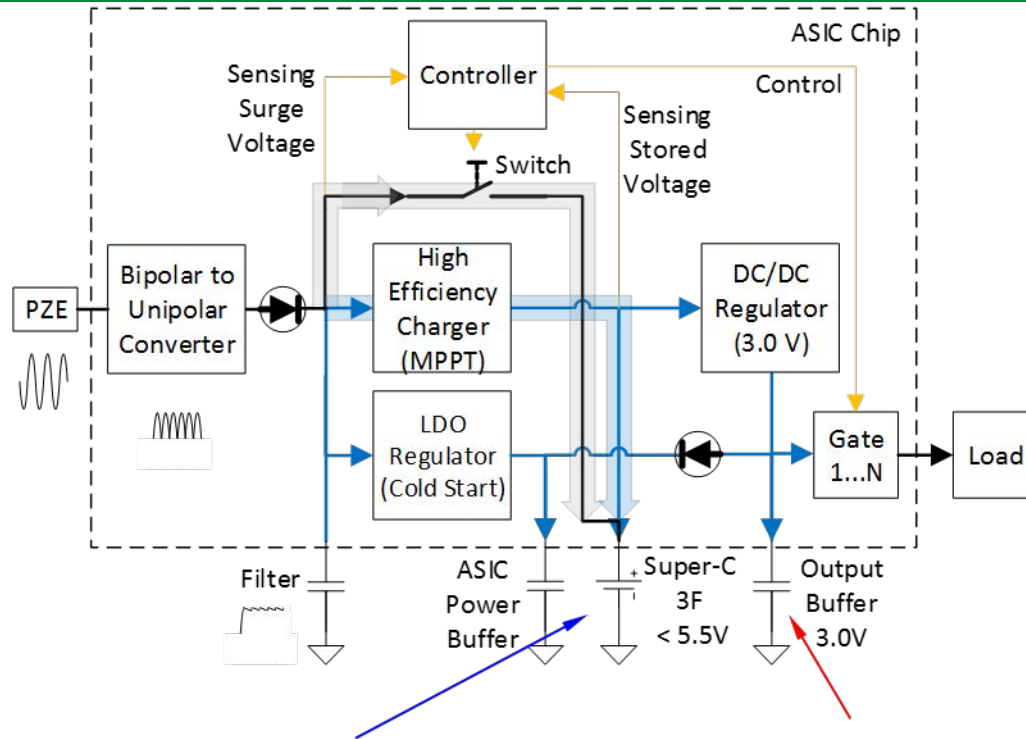 ASIC Chip
Controller
Control
Sensing
Surge
Voltage
Sensing
Stored
Voltage
Switch
PZE
Bipolar to
Unipolar
Converter
High
Efficiency
Charger
(MPPT)
DC/DC
Regulator
(3.0 V)
LDO
Regulator
(Cold Start)
Gate
1...N
Load
Filter
ASIC
Power
Buffer
+
Super-C
3F
< 5.5V
Output
Buffer
3.0V